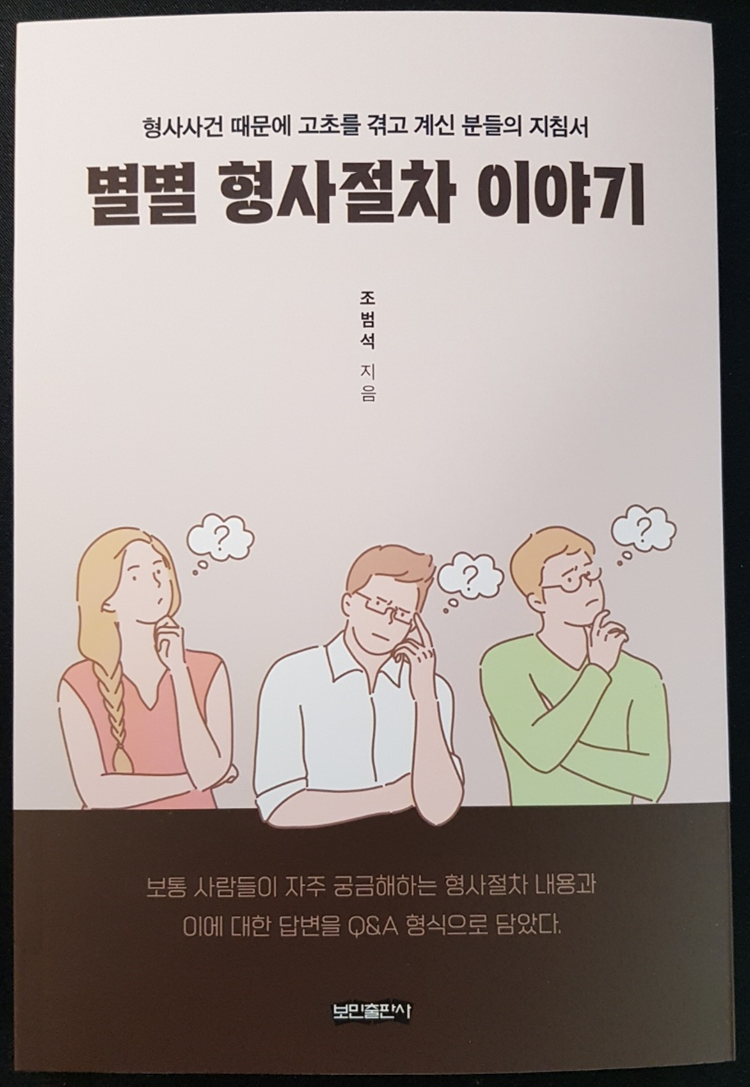 형사사건 때문에 고초를 겪고 계신 분들의 지침서
별별 형사절차 이야기
조범석 지음
?
?
?
보통 사람들이 자주 궁금해하는 형사절차 내용과
이에 대한 답변을 Q&A 형식으로 담았다.
보민출판사